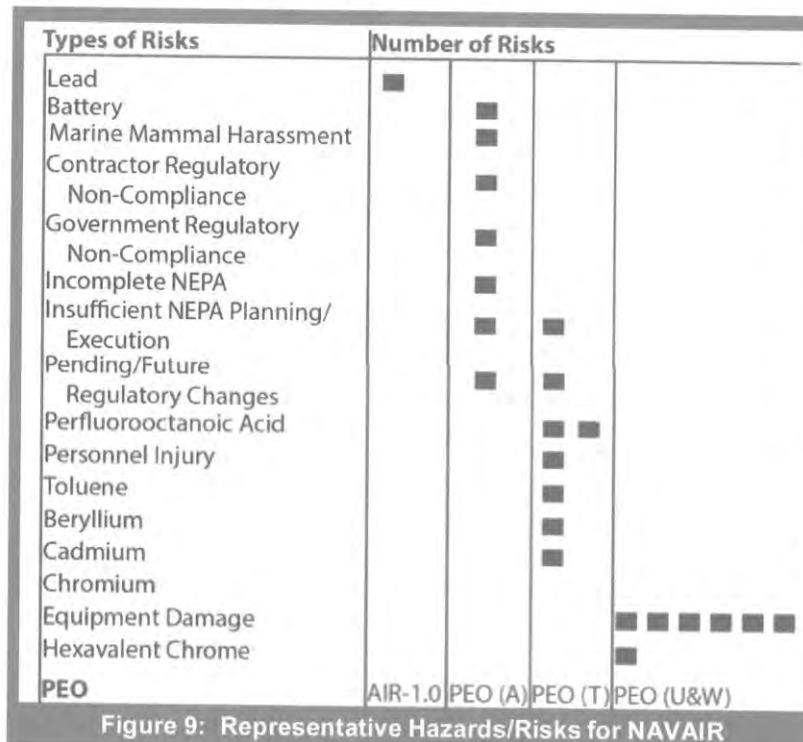 Types of Risks Number of Risks
Lead
Battery
Marine Mammal Harassment
Contractor Regulatory
Non-Compliance
Government Regulatory
Non-Compliance
Incomplete NEPA
Insufficient NEPA Planning/
Execution
Pending/Future
Regulatory Changes
Perfluorooctanoic Acid
Personnel Injury
Toluene
Beryllium
Cadmium
Chromium
Equipment Damage
Hexavalent Chrome
PEO AIR-1.0 PEO (A) PEO (T) PEO (U&W)
Figure 9: Representative Hazards/Risks for NAVAIR